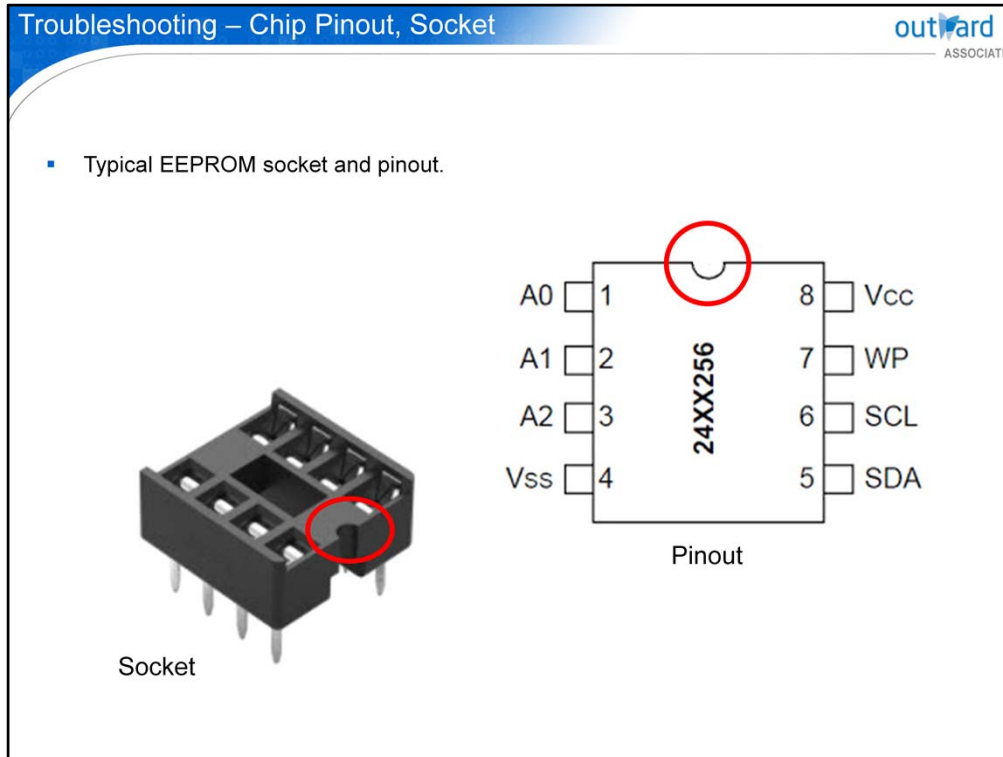 Troubleshooting – Chip Pinout, Socket
outward
ASSOCIAT
▪ Typical EEPROM socket and pinout.
A0 1 8 Vcc
A1 2 7 WP
A2 3 6 SCL
Vss 4 5 SDA
24XX256
Pinout
Socket